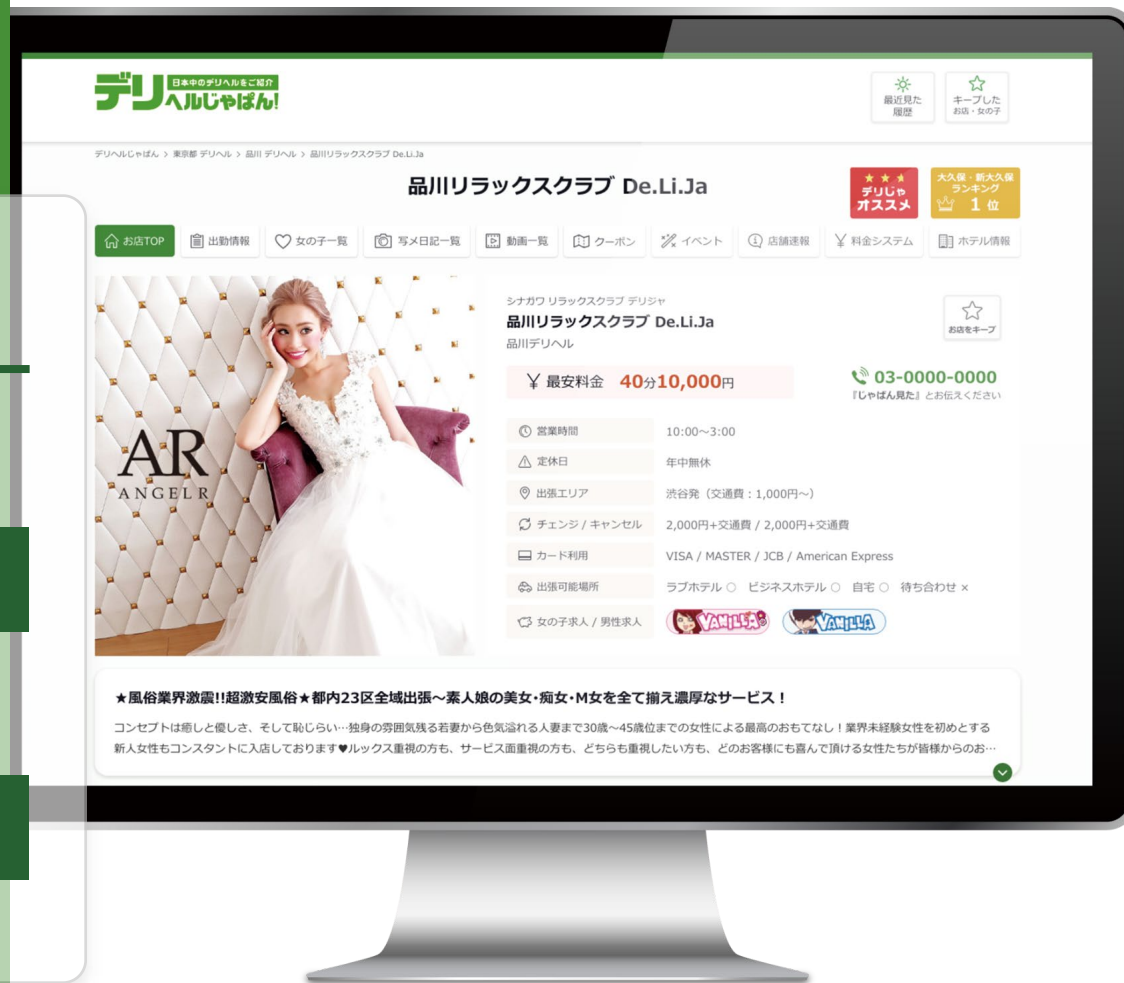 デリヘルじゃぱん!
日本中のデリヘルをご紹介
最近見た
履歴
キープした
お店・女の子
デリヘルじゃぱん > 東京都 デリヘル > 品川 デリヘル > 品川リラックスクラブ De.Li.Ja
品川リラックスクラブ De.Li.Ja
デリじゃ
オススメ
大久保・新大久保
ランキング
1 位
お店TOP
出勤情報
女の子一覧
写メ日記一覧
動画一覧
クーポン
イベント
店舗速報
¥ 料金システム
ホテル情報
AR
ANGEL R
シナガワ リラックスクラブ デリジャ
品川リラックスクラブ De.Li.Ja
品川デリヘル
お店をキープ
¥ 最安料金 40分10,000円
03-0000-0000
『じゃぱん見た』とお伝えください
営業時間 10:00～3:00
定休日 年中無休
出張エリア 渋谷発（交通費：1,000円～）
チェンジ / キャンセル 2,000円+交通費 / 2,000円+交通費
カード利用 VISA / MASTER / JCB / American Express
出張可能場所 ラブホテル ○ ビジネスホテル ○ 自宅 ○ 待ち合わせ ×
女の子求人 / 男性求人 VANILLA VANILLA
★風俗業界激震!!超激安風俗★都内23区全域出張～素人娘の美女･痴女･M女を全て揃え濃厚なサービス！
コンセプトは癒しと優しさ、そして恥じらい…独身の雰囲気残る若妻から色気溢れる人妻まで30歳～45歳位までの女性による最高のおもてなし！業界未経験女性を初めとする
新人女性もコンスタントに入店しております♥ルックス重視の方も、サービス面重視の方も、どちらも重視したい方も、どのお客様にも喜んで頂ける女性たちが皆様からのお…